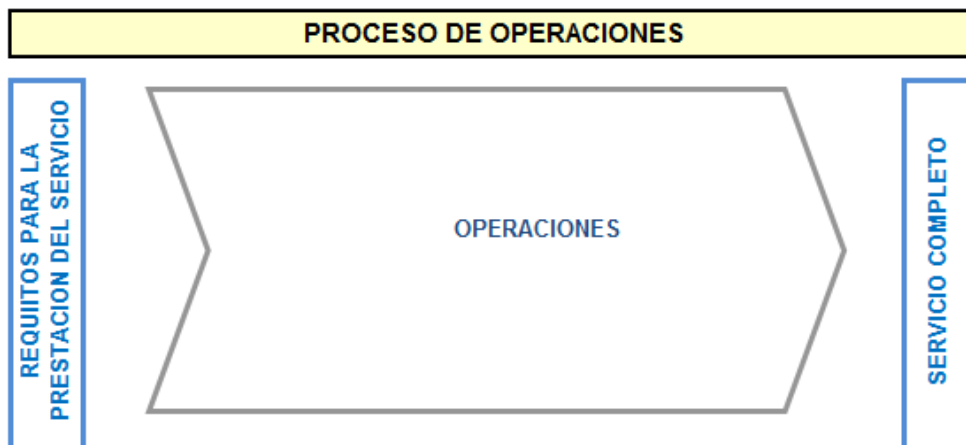 PROCESO DE OPERACIONES
REQUIITOS PARA LA
PRESTACION DEL SERVICIO
OPERACIONES
SERVICIO COMPLETO